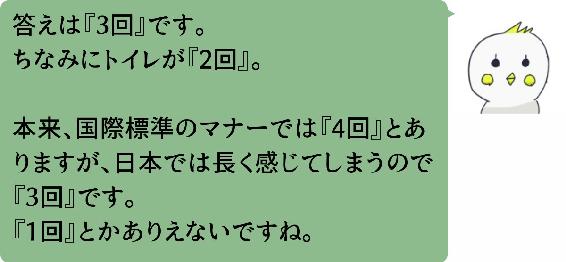 答えは『3回』です。
ちなみにトイレが『2回』。
本来、国際標準のマナーでは『4回』とあ
りますが、日本では長く感じてしまうので
『3回』です。
『1回』とかありえないですね。